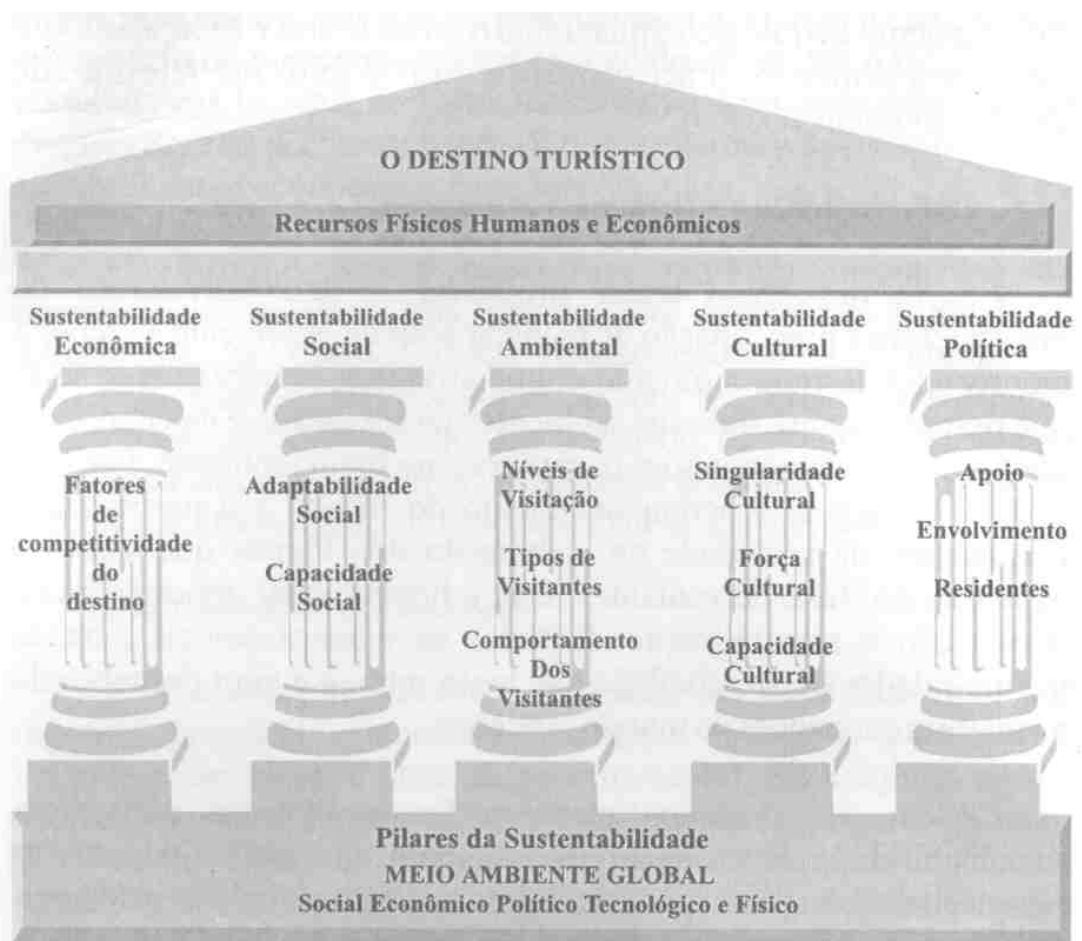 O DESTINO TURÍSTICO
Recursos Físicos Humanos e Econômicos
Sustentabilidade
Econômica
Sustentabilidade
Social
Sustentabilidade
Ambiental
Sustentabilidade
Cultural
Sustentabilidade
Política
Fatores
de
competitividade
do
destino
Adaptabilidade
Social
Capacidade
Social
Níveis de
Visitação
Tipos de
Visitantes
Comportamento
Dos
Visitantes
Singularidade
Cultural
Força
Cultural
Capacidade
Cultural
Apoio
Envolvimento
Residentes
Pilares da Sustentabilidade
MEIO AMBIENTE GLOBAL
Social Econômico Político Tecnológico e Físico